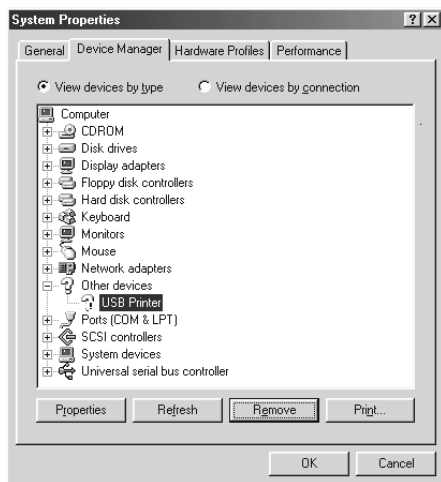 System Properties
General Device Manager Hardware Profiles Performance
View devices by type View devices by connection
Computer
CDROM
Disk drives
Display adapters
Floppy disk controllers
Hard disk controllers
Keyboard
Monitors
Mouse
Network adapters
Other devices
USB Printer
Ports (COM & LPT)
SCSI controllers
System devices
Universal serial bus controller
Properties Refresh Remove Print...
OK Cancel